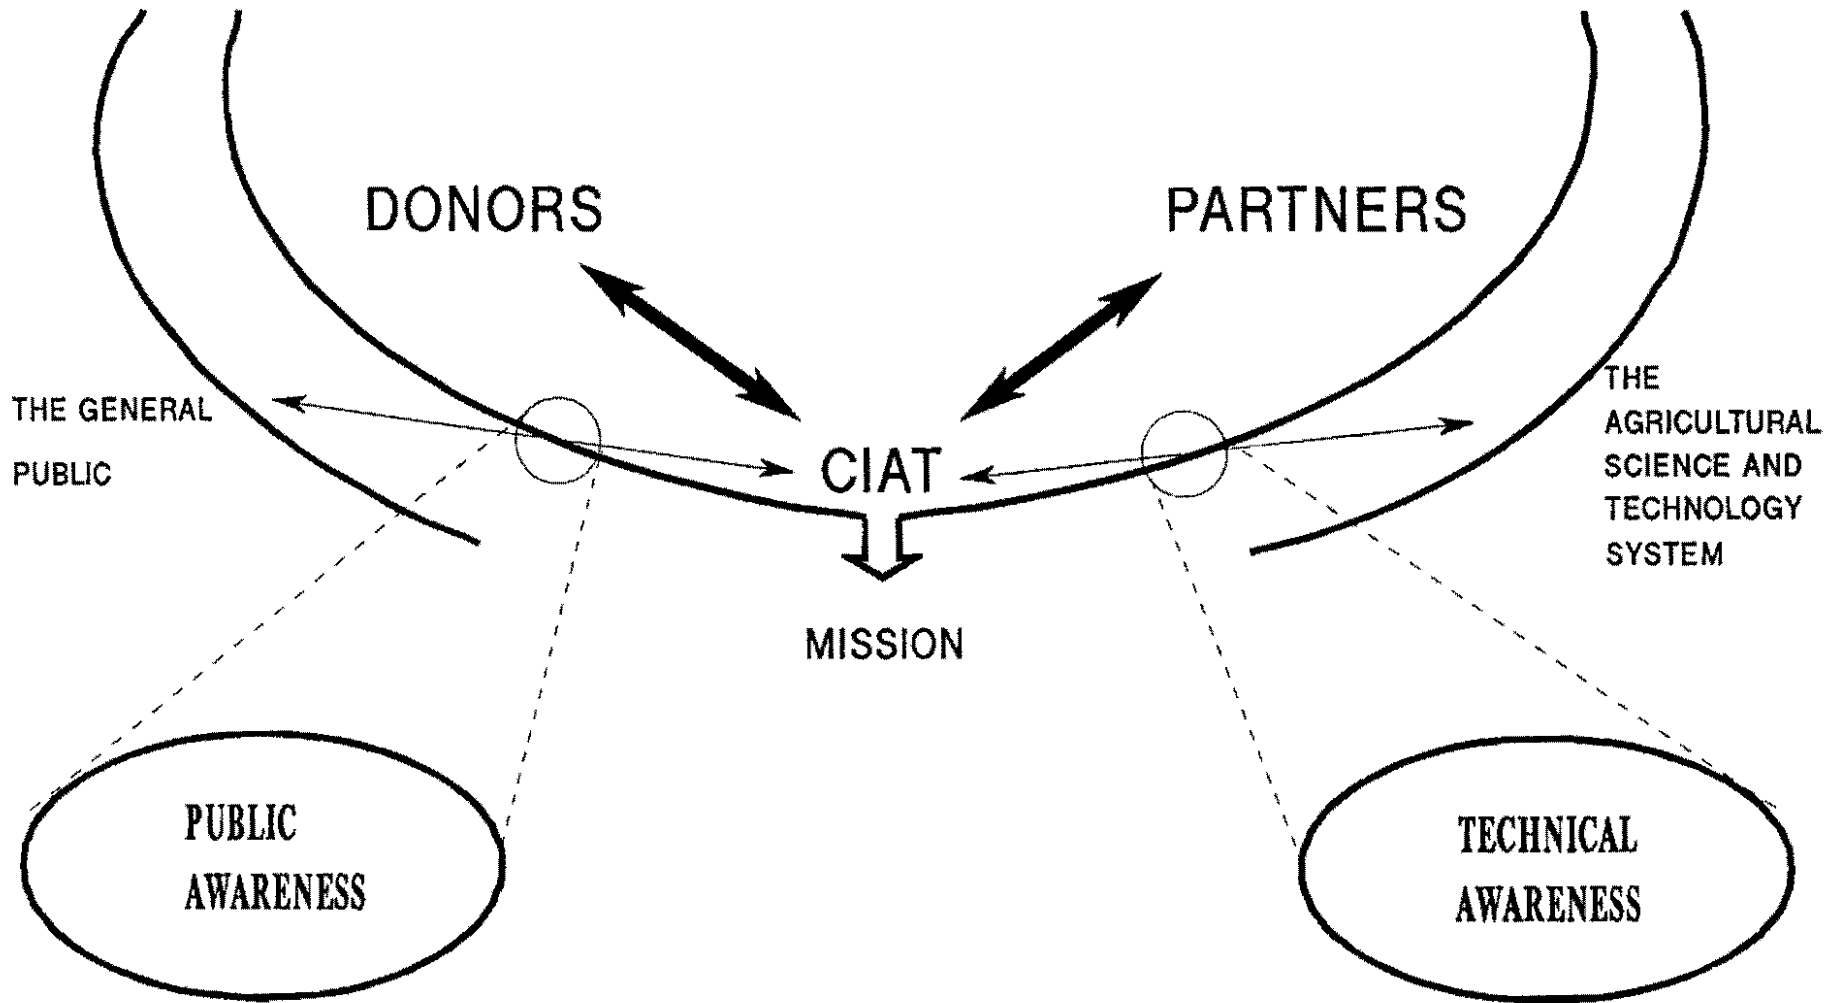 DONORS
PARTNERS
THE GENERAL
PUBLIC
CIAT
THE
AGRICULTURAL
SCIENCE AND
TECHNOLOGY
SYSTEM
MISSION
PUBLIC
AWARENESS
TECHNICAL
AWARENESS